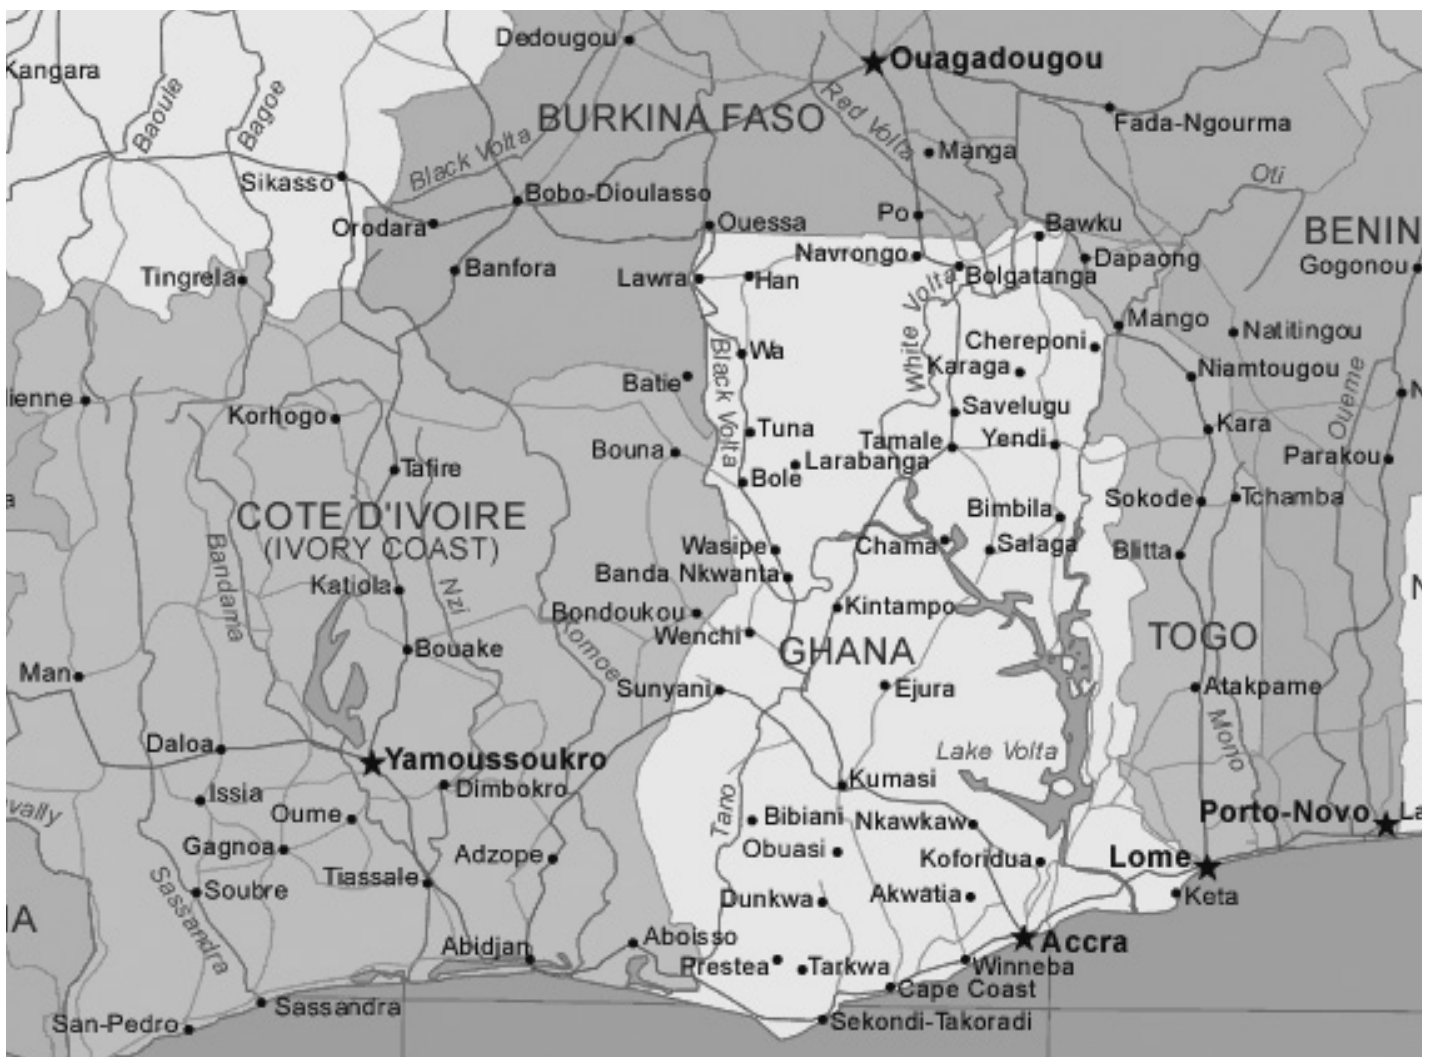 Dedougou
Ouagadougou
Kangara
Baoule
Bagoe
BURKINA FASO
Red Volta
Fada-Ngourma
Black Volta
Manga
Sikasso
Bobo-Dioulasso
Oti
Orodara
Ouessa
Po
Bawku
BENIN
Tingrela
Banfora
Lawra
Han
Navrongo
Bolgatanga
Dapaong
Gogonou
White Volta
Mango
Natitingou
Wa
Chereponi
Karaga
Niamtougou
Batie
Black Volta
Oueme
ienne
Korhogo
Savelugu
Tuna
Tamale
Yendi
Kara
Bouna
Larabanga
Parakou
Tafire
Bole
Sokode
Tchamba
COTE D'IVOIRE
(IVORY COAST)
Bimbila
Wasipe
Chama
Salaga
Blitta
Bandama
Katiola
Nzi
Banda Nkwanta
Bondoukou
Kintampo
Komoe
Wenchi
GHANA
TOGO
Bouake
Man
Sunyani
Ejura
Atakpame
Mono
Daloa
Yamoussoukro
Lake Volta
Dimbokro
Kumasi
Issia
Oume
Tano
Bibiani
Nkawkaw
Porto-Novo
La
vally
Gagnoa
Adzope
Obuasi
Koforidua
Lome
Tiassale
Soubre
Sassandra
Dunkwa
Akwatia
Keta
IA
Abidjan
Aboisso
Accra
Prestea
Tarkwa
Winneba
Cape Coast
Sassandra
San-Pedro
Sekondi-Takoradi
N
N
a